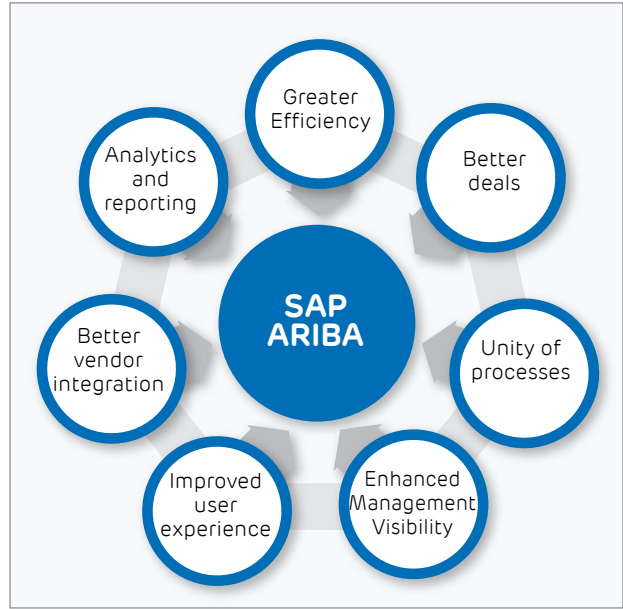 Greater
Efficiency
Better
deals
Unity of
processes
Enhanced
Management
Visibility
Improved
user
experience
Better
vendor
integration
Analytics
and
reporting
SAP
ARIBA